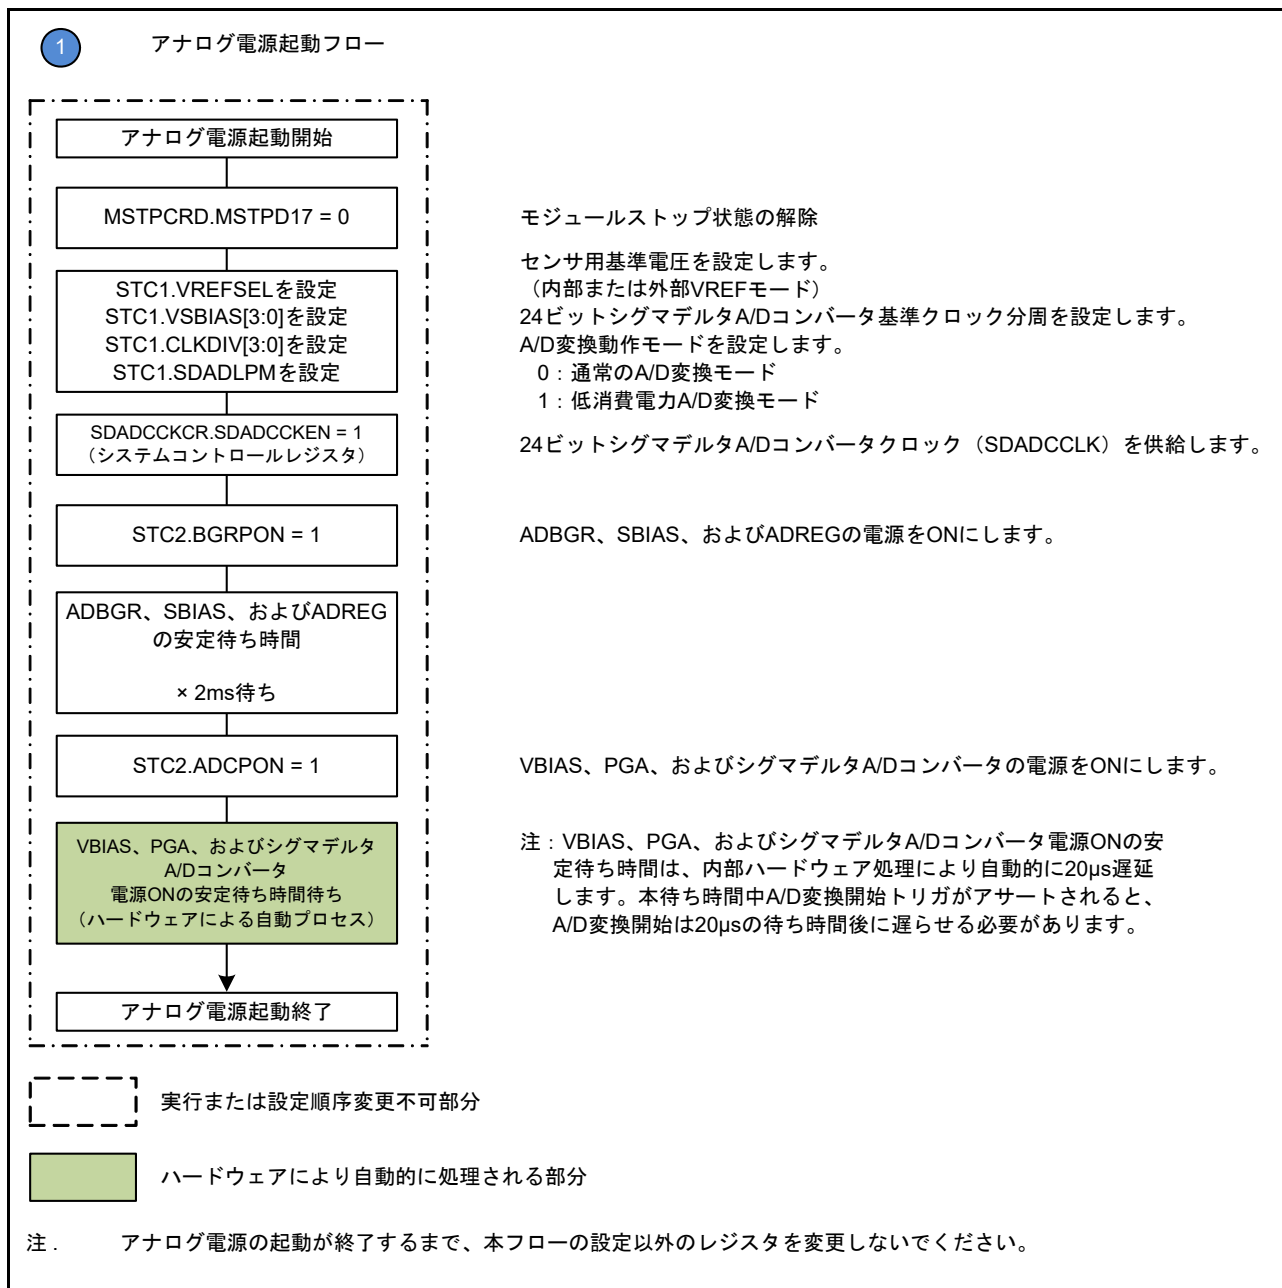 1 アナログ電源起動フロー
アナログ電源起動開始
MSTPCRD.MSTPD17 = 0
モジュールストップ状態の解除
STC1.VREFSELを設定
STC1.VSBIAS[3:0]を設定
STC1.CLKDIV[3:0]を設定
STC1.SDADLPMを設定
センサ用基準電圧を設定します。
（内部または外部VREFモード）
24ビットシグマデルタA/Dコンバータ基準クロック分周を設定します。
A/D変換動作モードを設定します。
0：通常のA/D変換モード
1：低消費電力A/D変換モード
SDADCCKCR.SDADCCKEN = 1
（システムコントロールレジスタ）
24ビットシグマデルタA/Dコンバータクロック（SDADCCLK）を供給します。
STC2.BGRPON = 1
ADBGR、SBIAS、およびADREGの電源をONにします。
ADBGR、SBIAS、およびADREG
の安定待ち時間
× 2ms待ち
STC2.ADCPON = 1
VBIAS、PGA、およびシグマデルタA/Dコンバータの電源をONにします。
VBIAS、PGA、およびシグマデルタ
A/Dコンバータ
電源ONの安定待ち時間待ち
（ハードウェアによる自動プロセス）
注：VBIAS、PGA、およびシグマデルタA/Dコンバータ電源ONの安
定待ち時間は、内部ハードウェア処理により自動的に20µs遅延
します。本待ち時間中A/D変換開始トリガがアサートされると、
A/D変換開始は20µsの待ち時間後に遅らせる必要があります。
アナログ電源起動終了
実行または設定順序変更不可部分
ハードウェアにより自動的に処理される部分
注 . アナログ電源の起動が終了するまで、本フローの設定以外のレジスタを変更しないでください。